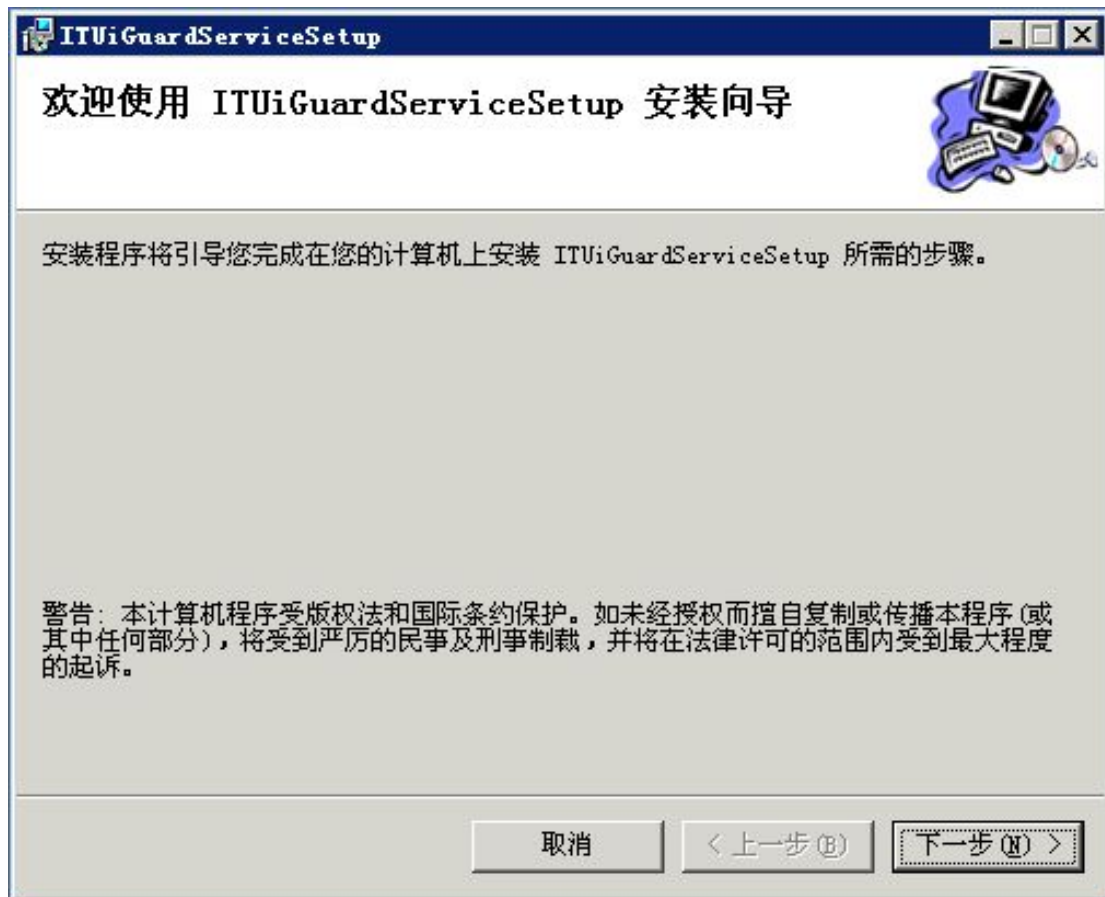 ITUiGuardServiceSetup
欢迎使用 ITUiGuardServiceSetup 安装向导
安装程序将引导您完成在您的计算机上安装 ITUiGuardServiceSetup 所需的步骤。
警告: 本计算机程序受版权法和国际条约保护。如未经授权而擅自复制或传播本程序(或
其中任何部分),将受到严厉的民事及刑事制裁,并将在法律许可的范围内受到最大程度
的起诉。
取消
< 上一步(B)
下一步(N) >